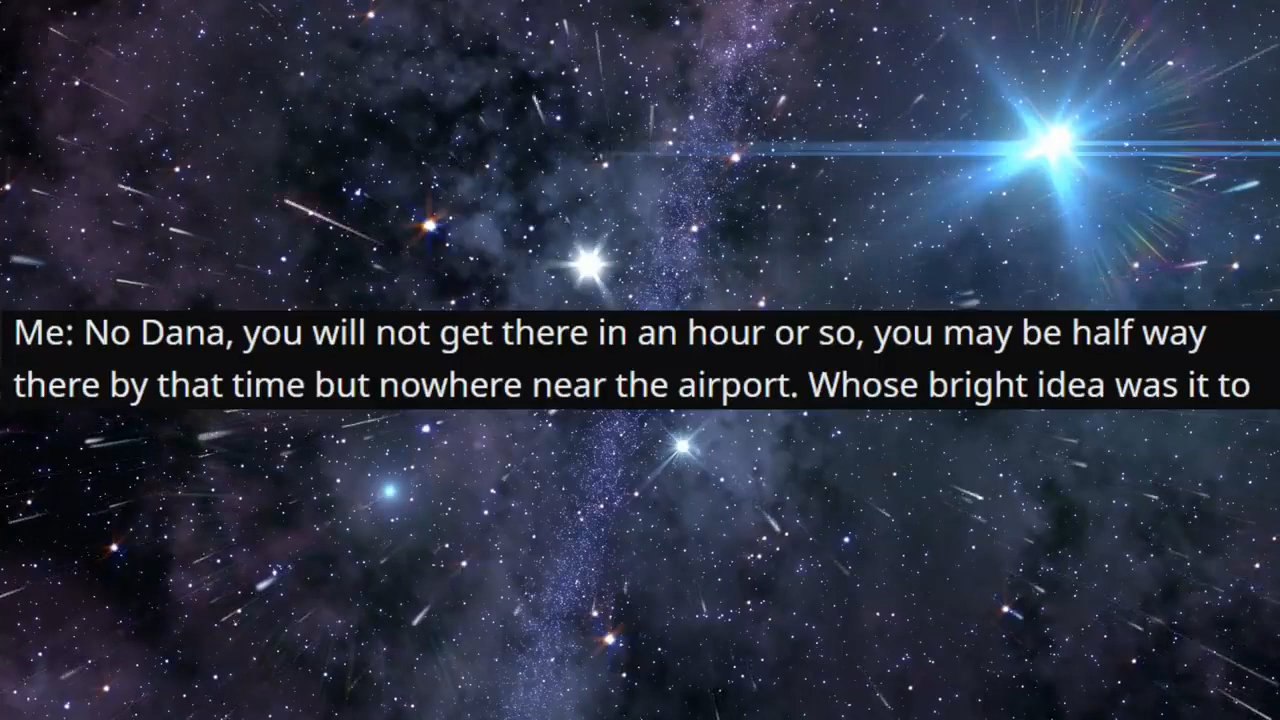 Me: No Dana, you will not get there in an hour or so, you may be half way
there by that time but nowhere near the airport. Whose bright idea was it to